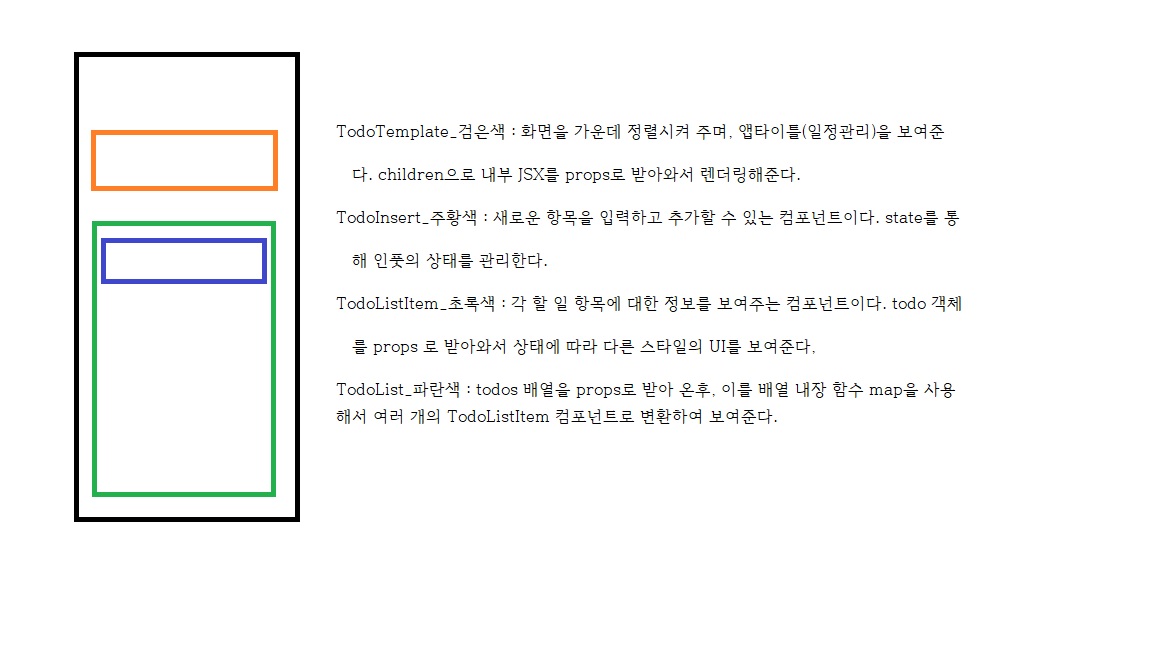 TodoTemplate_검은색 : 화면을 가운데 정렬시켜 주며, 앱타이틀(일정관리)을 보여준
다. children으로 내부 JSX를 props로 받아와서 렌더링해준다.
TodoInsert_주황색 : 새로운 항목을 입력하고 추가할 수 있는 컴포넌트이다. state를 통
해 인풋의 상태를 관리한다.
TodoListItem_초록색 : 각 할 일 항목에 대한 정보를 보여주는 컴포넌트이다. todo 객체
를 props 로 받아와서 상태에 따라 다른 스타일의 UI를 보여준다,
TodoList_파란색 : todos 배열을 props로 받아 온후, 이를 배열 내장 함수 map을 사용
해서 여러 개의 TodoListItem 컴포넌트로 변환하여 보여준다.